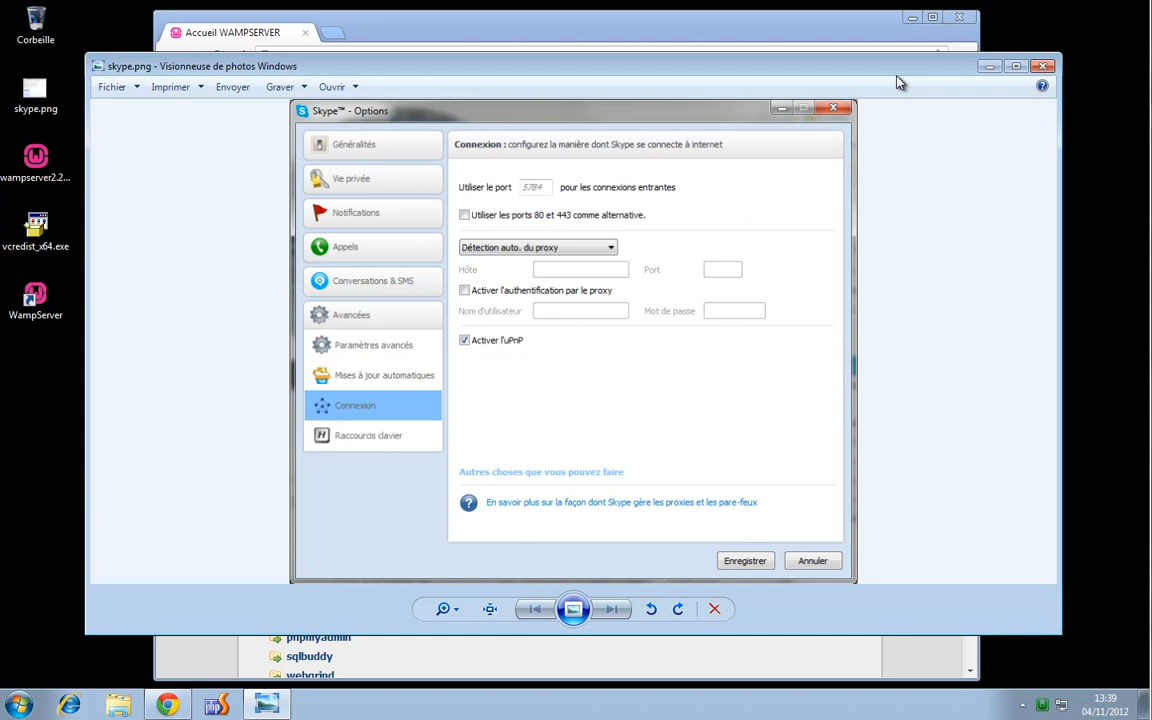 Corbeille
skype.png
wampserver2.2...
vcredist_x64.exe
WampServer
Accueil WAMPSERVER
skype.png - Visionneuse de photos Windows
Fichier Imprimer Envoyer Graver Ouvrir
Skype™ - Options
Généralités
Vie privée
Notifications
Appels
Conversations & SMS
Avancées
Paramètres avancés
Mises à jour automatiques
Connexion
Raccourcis clavier
Connexion : configurez la manière dont Skype se connecte à internet
Utiliser le port 5784 pour les connexions entrantes
Utiliser les ports 80 et 443 comme alternative.
Détection auto. du proxy
Hôte Port
Activer l'authentification par le proxy
Nom d'utilisateur Mot de passe
Activer l'uPnP
Autres choses que vous pouvez faire
En savoir plus sur la façon dont Skype gère les proxies et les pare-feux
Enregistrer Annuler
phpmyadmin
sqlbuddy
webgrind
13:39
04/11/2012